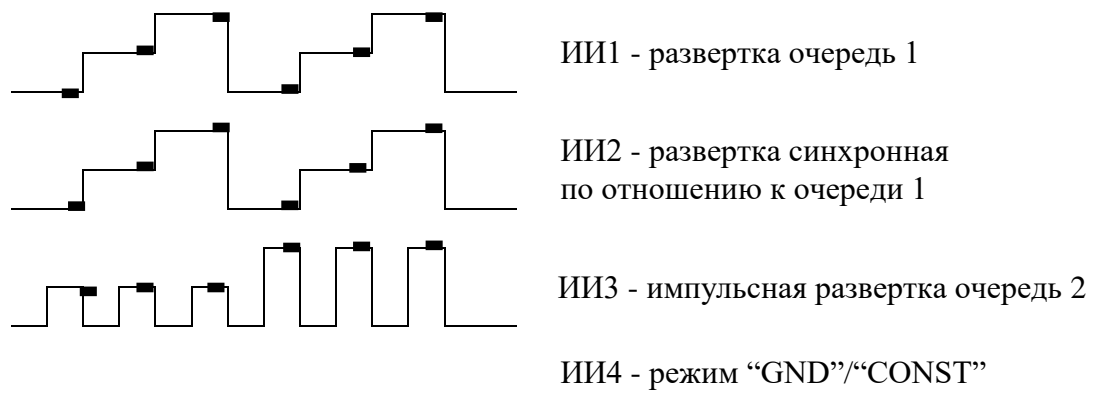 ИИ1 - развертка очередь 1
ИИ2 - развертка синхронная
по отношению к очереди 1
ИИ3 - импульсная развертка очередь 2
ИИ4 - режим “GND”/“CONST”